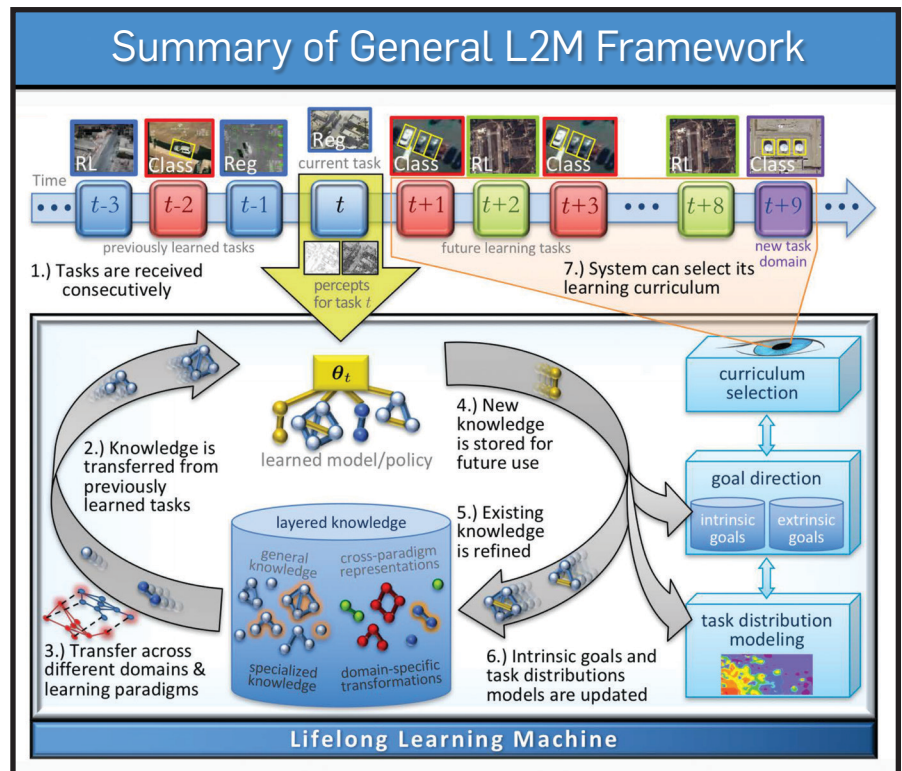 Summary of General L2M Framework
RL
Class
Reg
Reg
current task
Class
RL
Class
RL
Class
Time
t-3
t-2
t-1
t
t+1
t+2
t+3
t+8
t+9
previously learned tasks
future learning tasks
new task
domain
1.) Tasks are received
consecutively
percepts
for task t
7.) System can select its
learning curriculum
θt
learned model/policy
2.) Knowledge is
transferred from
previously
learned tasks
4.) New
knowledge
is stored for
future use
curriculum
selection
goal direction
intrinsic
goals
extrinsic
goals
5.) Existing
knowledge
is refined
layered knowledge
general
knowledge
cross-paradigm
representations
specialized
knowledge
domain-specific
transformations
3.) Transfer across
different domains &
learning paradigms
6.) Intrinsic goals and
task distributions
models are updated
task distribution
modeling
Lifelong Learning Machine